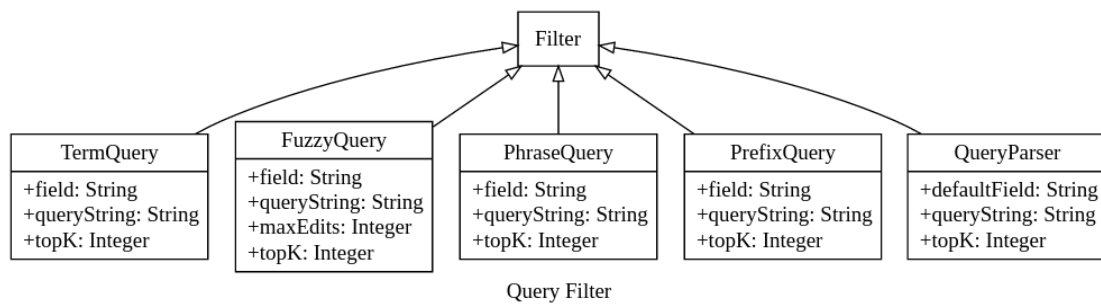 Filter
TermQuery
+field: String
+queryString: String
+topK: Integer
FuzzyQuery
+field: String
+queryString: String
+maxEdits: Integer
+topK: Integer
PhraseQuery
+field: String
+queryString: String
+topK: Integer
PrefixQuery
+field: String
+queryString: String
+topK: Integer
QueryParser
+defaultField: String
+queryString: String
+topK: Integer
Query Filter